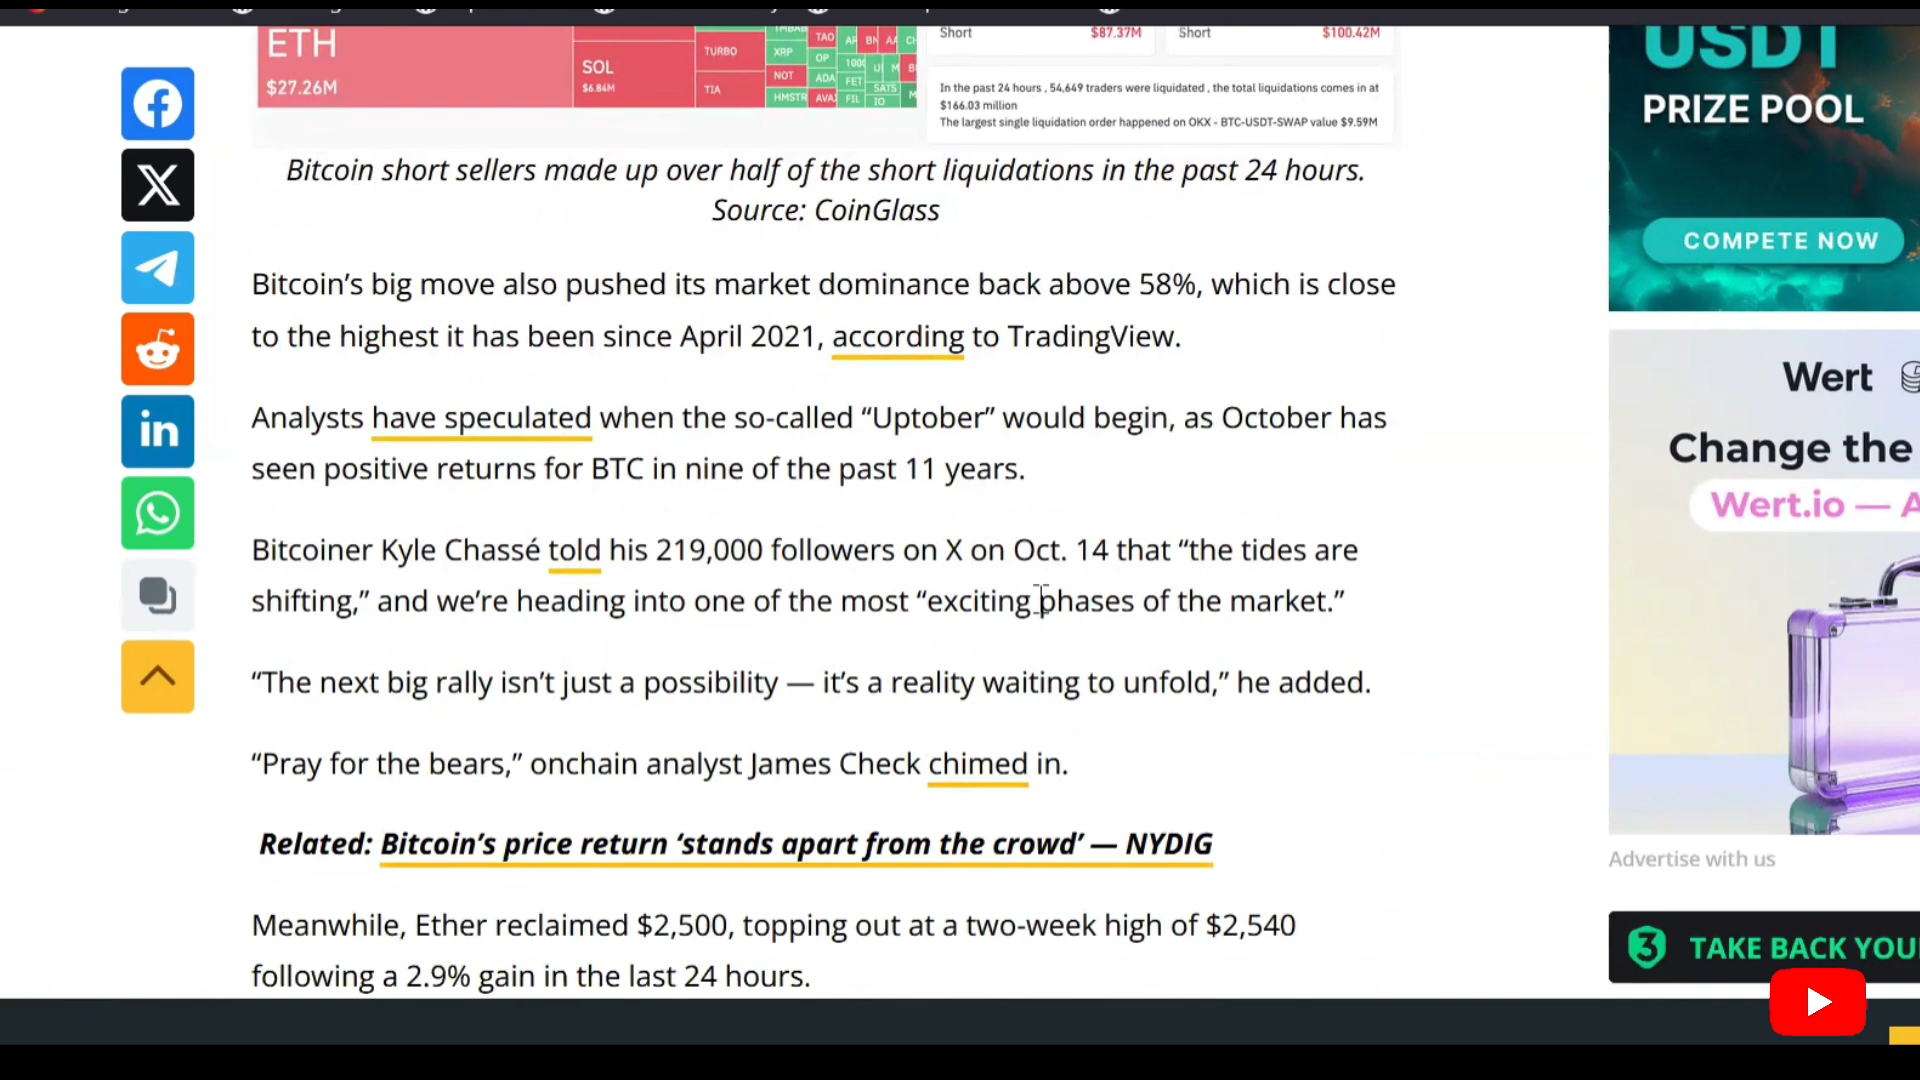 ETH
$27.26M
SOL
$6.84M
TURBO
TIA
XRP
NOT
HMSTR
TAO
OP
ADA
FET
FIL
SATS
IO
Short $87.37M
Short $100.42M
In the past 24 hours , 54,649 traders were liquidated , the total liquidations comes in at
$166.03 million
The largest single liquidation order happened on OKX - BTC-USDT-SWAP value $9.59M
Bitcoin short sellers made up over half of the short liquidations in the past 24 hours.
Source: CoinGlass
Bitcoin’s big move also pushed its market dominance back above 58%, which is close
to the highest it has been since April 2021, according to TradingView.
Analysts have speculated when the so-called “Uptober” would begin, as October has
seen positive returns for BTC in nine of the past 11 years.
Bitcoiner Kyle Chassé told his 219,000 followers on X on Oct. 14 that “the tides are
shifting,” and we’re heading into one of the most “exciting phases of the market.”
“The next big rally isn’t just a possibility — it’s a reality waiting to unfold,” he added.
“Pray for the bears,” onchain analyst James Check chimed in.
Related: Bitcoin’s price return ‘stands apart from the crowd’ — NYDIG
Meanwhile, Ether reclaimed $2,500, topping out at a two-week high of $2,540
following a 2.9% gain in the last 24 hours.
USDT
PRIZE POOL
COMPETE NOW
Wert
Change the
Wert.io — A
Advertise with us
TAKE BACK YOU